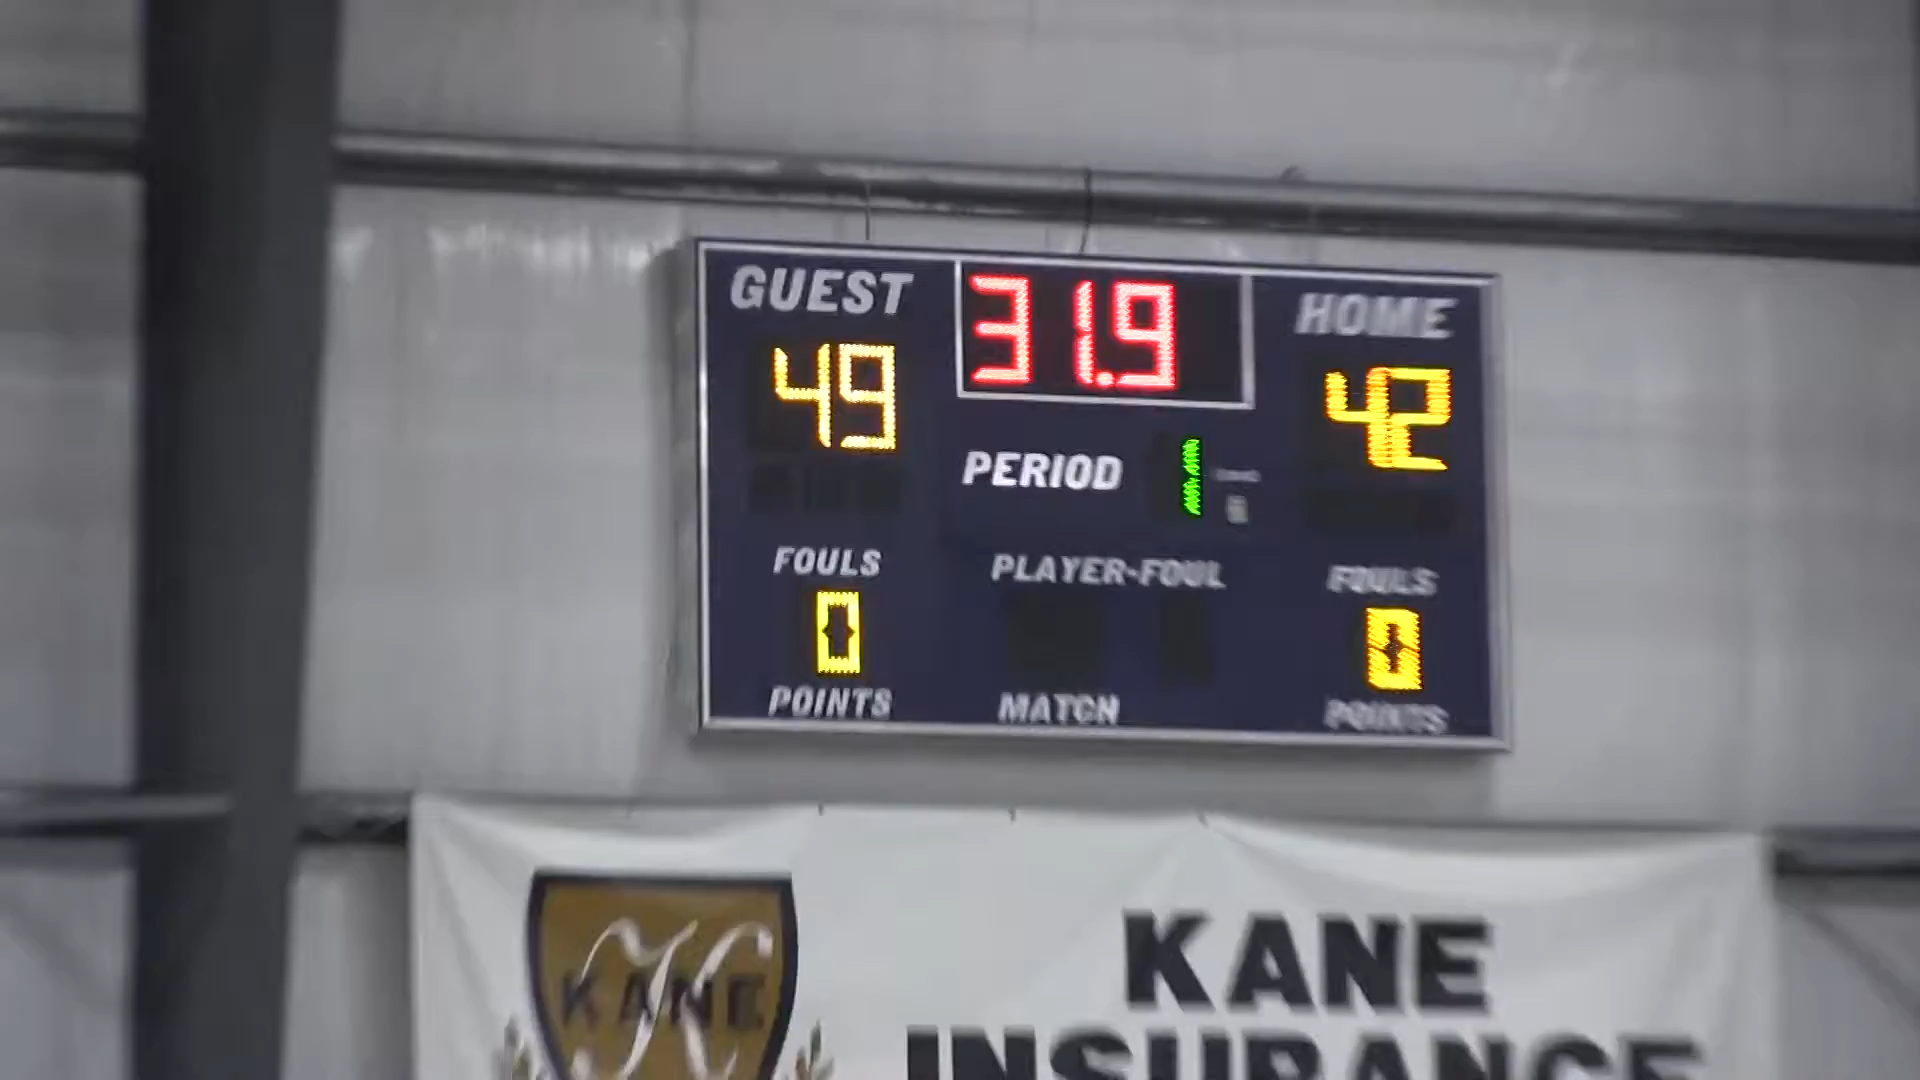 GUEST 31.9 HOME
49 42
PERIOD 1
FOULS PLAYER-FOUL FOULS
0 0
POINTS MATCH POINTS
K
KANE
KANE
INSURANCE